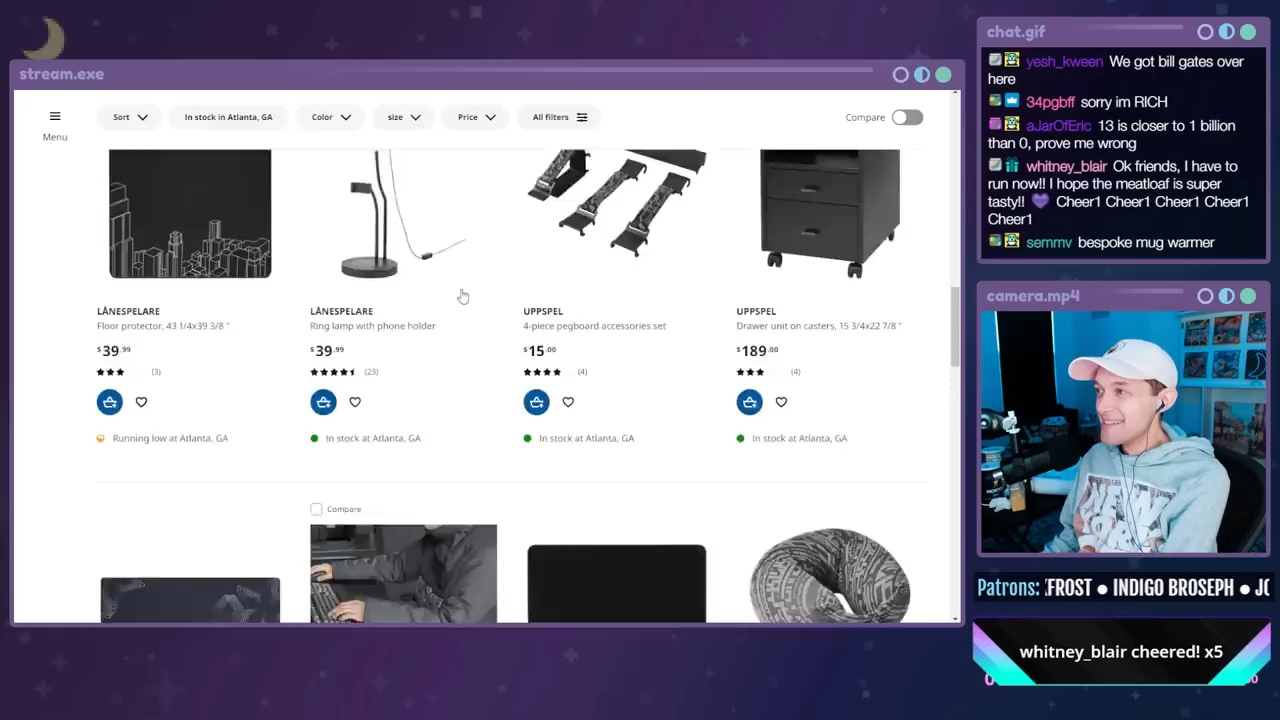 stream.exe
Menu
Sort
In stock in Atlanta, GA
Color
size
Price
All filters
Compare
LÅNESPELARE
Floor protector, 43 1/4x39 3/8 "
$39.99
(3)
Running low at Atlanta, GA
LÅNESPELARE
Ring lamp with phone holder
$39.99
(23)
In stock at Atlanta, GA
UPPSPEL
4-piece pegboard accessories set
$15.00
(4)
In stock at Atlanta, GA
UPPSPEL
Drawer unit on casters, 15 3/4x22 7/8 "
$189.00
(4)
In stock at Atlanta, GA
Compare
chat.gif
yesh_kween We got bill gates over
here
34pgbff sorry im RICH
aJarOfEric 13 is closer to 1 billion
than 0, prove me wrong
whitney_blair Ok friends, I have to
run now!! I hope the meatloaf is super
tasty!! 💜 Cheer1 Cheer1 Cheer1 Cheer1
Cheer1
semmv bespoke mug warmer
camera.mp4
Patrons: FROST ● INDIGO BROSEPH ● JO
whitney_blair cheered! x5